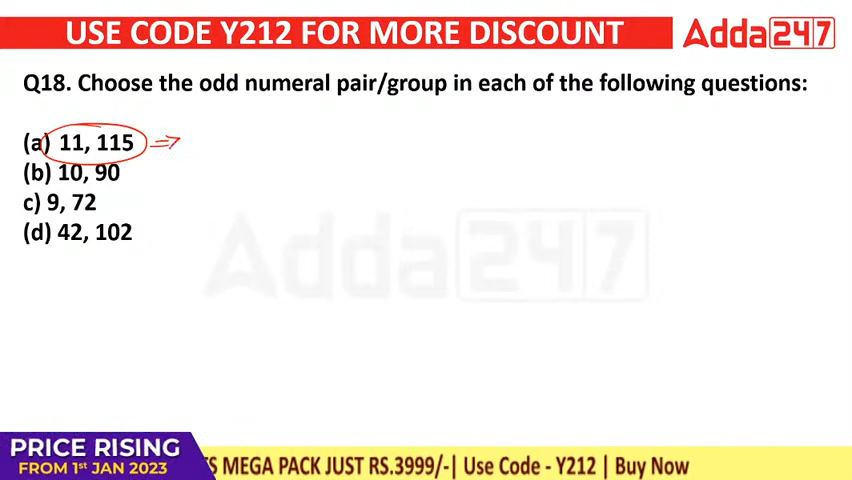 USE CODE Y212 FOR MORE DISCOUNT
Adda247
Q18. Choose the odd numeral pair/group in each of the following questions:
(a) 11, 115
(b) 10, 90
c) 9, 72
(d) 42, 102
Adda247
PRICE RISING
FROM 1ST JAN 2023
TS MEGA PACK JUST RS.3999/-| Use Code - Y212 | Buy Now